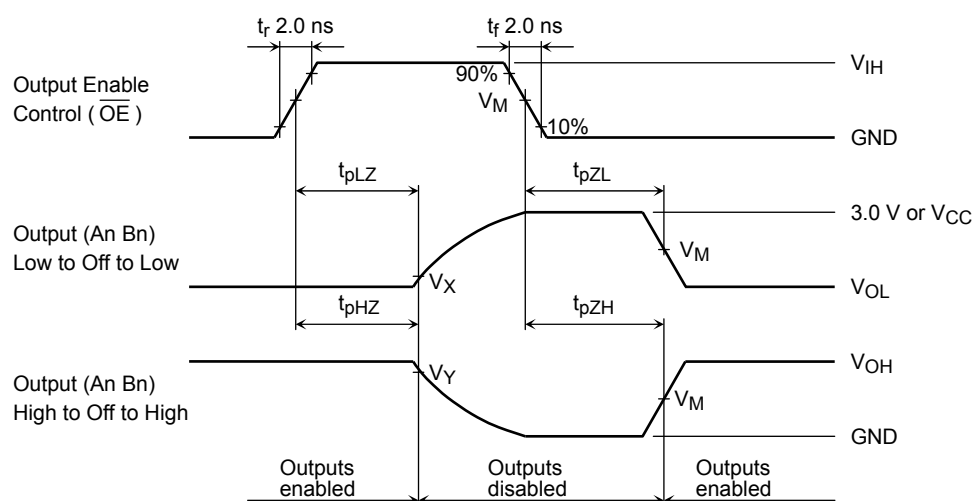 tr 2.0 ns
tf 2.0 ns
Output Enable
Control ( OE )
90%
VM
10%
VIH
GND
tpLZ
tpZL
Output (An Bn)
Low to Off to Low
VX
VM
3.0 V or VCC
VOL
tpHZ
tpZH
Output (An Bn)
High to Off to High
VY
VM
VOH
GND
Outputs
enabled
Outputs
disabled
Outputs
enabled